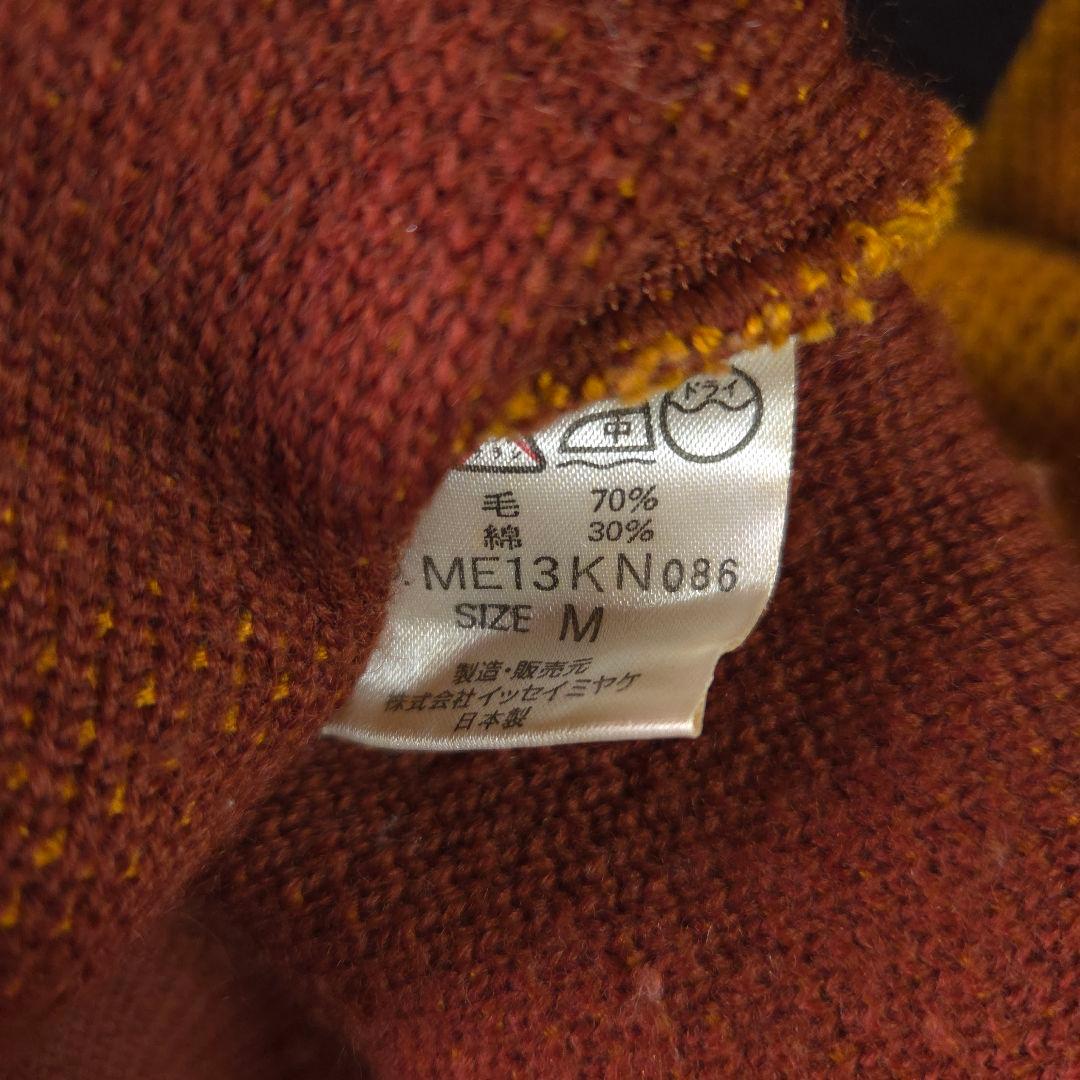 ドライ
中
毛 70%
綿 30%
ME13KN086
SIZE M
製造・販売元
株式会社イッセイミヤケ
日本製